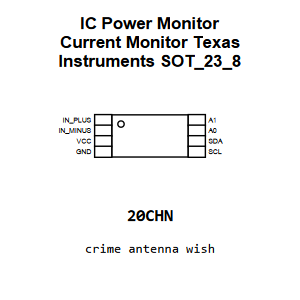 IC Power Monitor
Current Monitor Texas
Instruments SOT_23_8
IN_PLUS A1
IN_MINUS A0
VCC SDA
GND SCL
20CHN
crime antenna wish